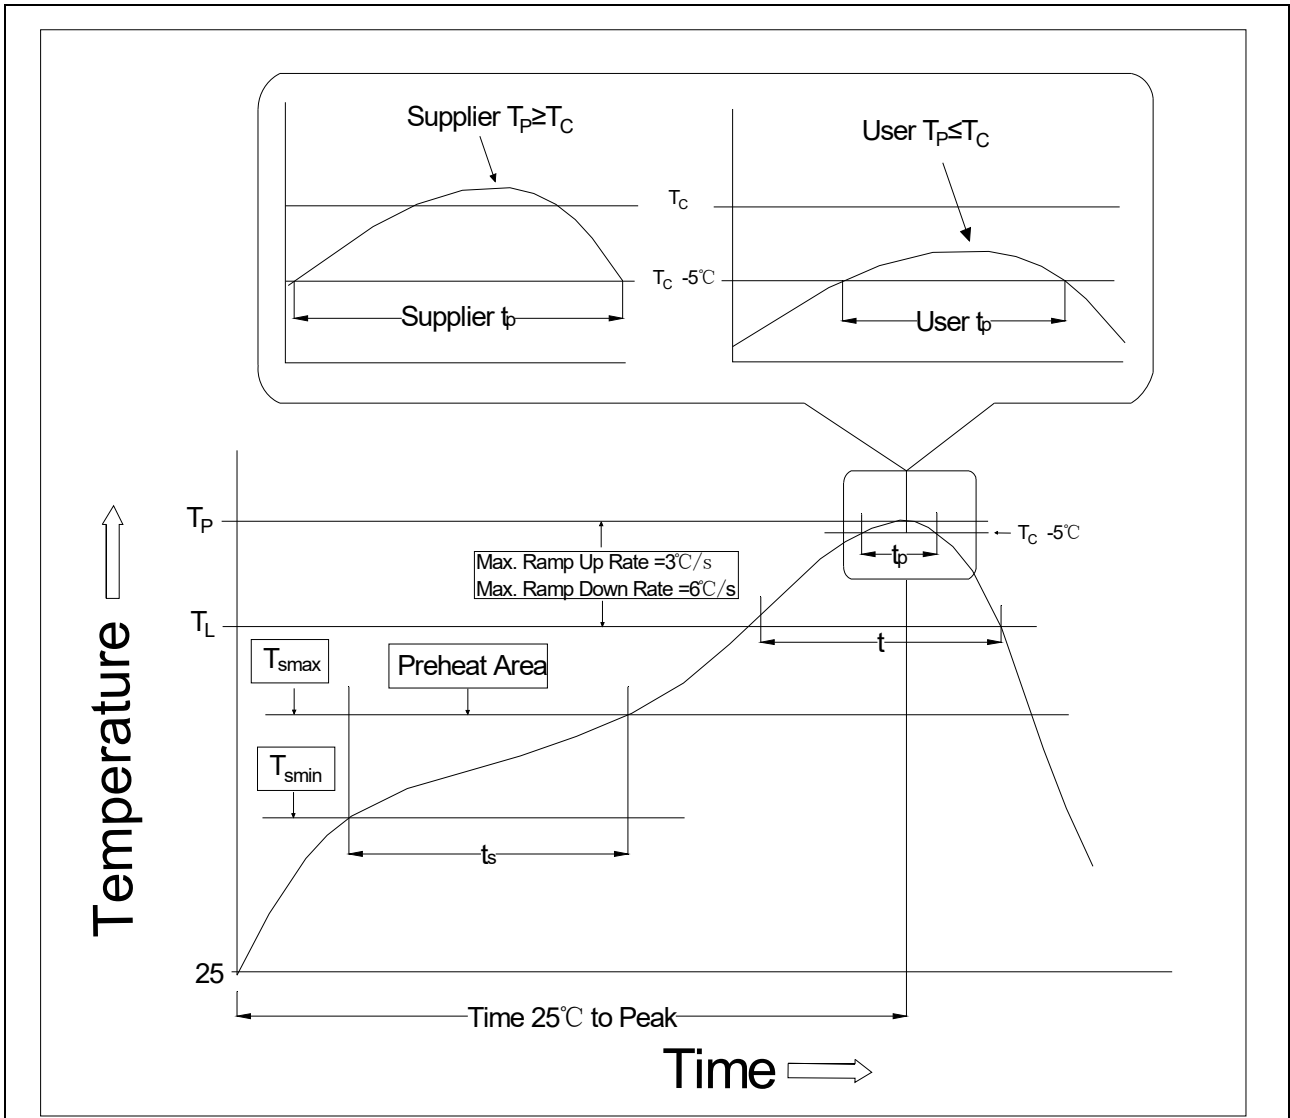 Supplier TP≥TC
User TP≤TC
TC
TC -5℃
Supplier tp
User tp
TP
TC -5℃
Max. Ramp Up Rate =3℃/s
Max. Ramp Down Rate =6℃/s
tp
TL
t
Tsmax
Preheat Area
Tsmin
ts
Temperature
25
Time 25℃ to Peak
Time